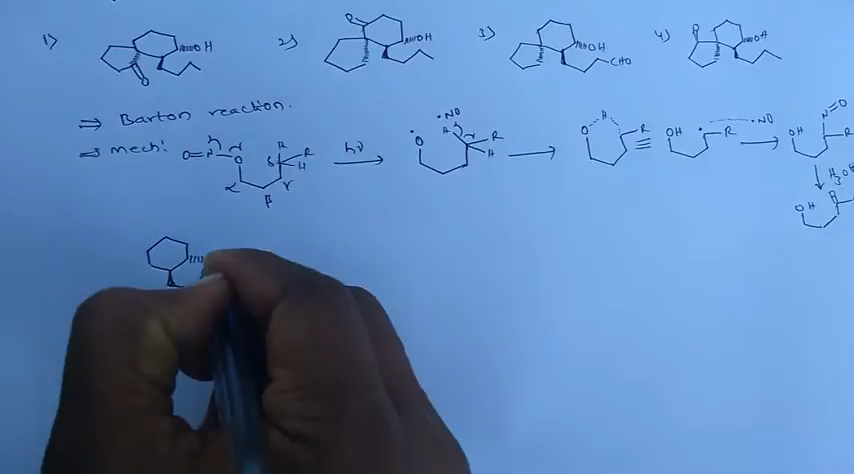 1) OH O 2) O OH 3) OH CHO 4) O OH
⇒ Barton reaction.
⇒ mech: O=N-O α β γ δ H H R hν → •O •NO H R H → O H R ≡ OH R •NO → OH N=O R
↓ H3O
OH